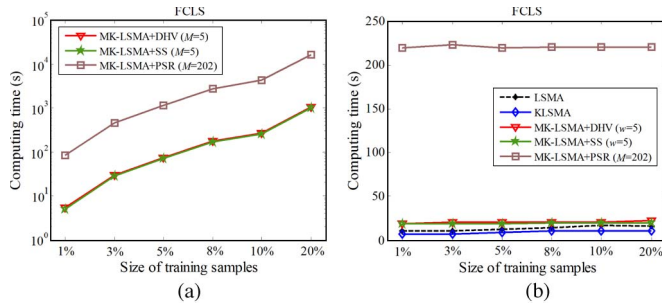 FCLS
10^5
10^4
10^3
10^2
10^1
10^0
Computing time (s)
MK-LSMA+DHV (M=5)
MK-LSMA+SS (M=5)
MK-LSMA+PSR (M=202)
1% 3% 5% 8% 10% 20%
Size of training samples
(a)
FCLS
250
200
150
100
50
0
Computing time (s)
LSMA
KLSMA
MK-LSMA+DHV (w=5)
MK-LSMA+SS (w=5)
MK-LSMA+PSR (M=202)
1% 3% 5% 8% 10% 20%
Size of training samples
(b)